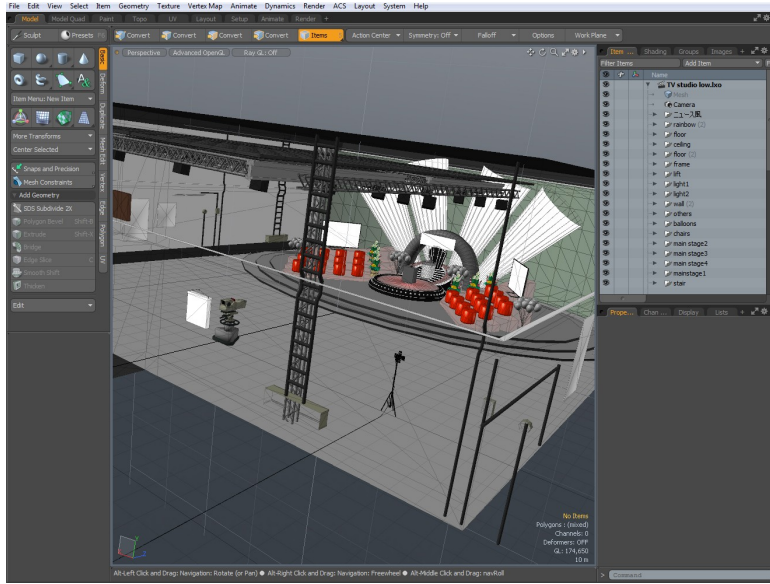 File Edit View Select Item Geometry Texture Vertex Map Animate Dynamics Render ACS Layout System Help
Model Model Quad Paint Topo UV Layout Setup Animate Render +
Sculpt Presets F6 Convert Convert Convert Convert Items Action Center Symmetry: Off Falloff Options Work Plane
Perspective Advanced OpenGL Ray GL: Off
Item ... Shading Groups Images +
Filter Items Add Item F
Name
TV studio low.lxo
Mesh
Camera
ニュース風
rainbow (2)
floor
ceiling
floor (2)
frame
lift
light1
light2
wall (2)
others
balloons
chairs
main stage2
main stage3
main stage4
mainstage1
stair
Basic
Deform
Duplicate
Mesh Edit
Vertex
Edge
Polygon
UV
Item Menu: New Item
More Transforms
Center Selected
Snaps and Precision
Mesh Constraints
Add Geometry
SDS Subdivide 2X
Polygon Bevel Shift-B
Extrude Shift-X
Bridge
Edge Slice C
Smooth Shift
Thicken
Edit
Prope... Chan ... Display Lists +
No Items
Polygons : (mixed)
Channels: 0
Deformers: OFF
GL: 174,650
10 m
Alt-Left Click and Drag: Navigation: Rotate (or Pan) ● Alt-Right Click and Drag: Navigation: Freewheel ● Alt-Middle Click and Drag: navRoll
Command